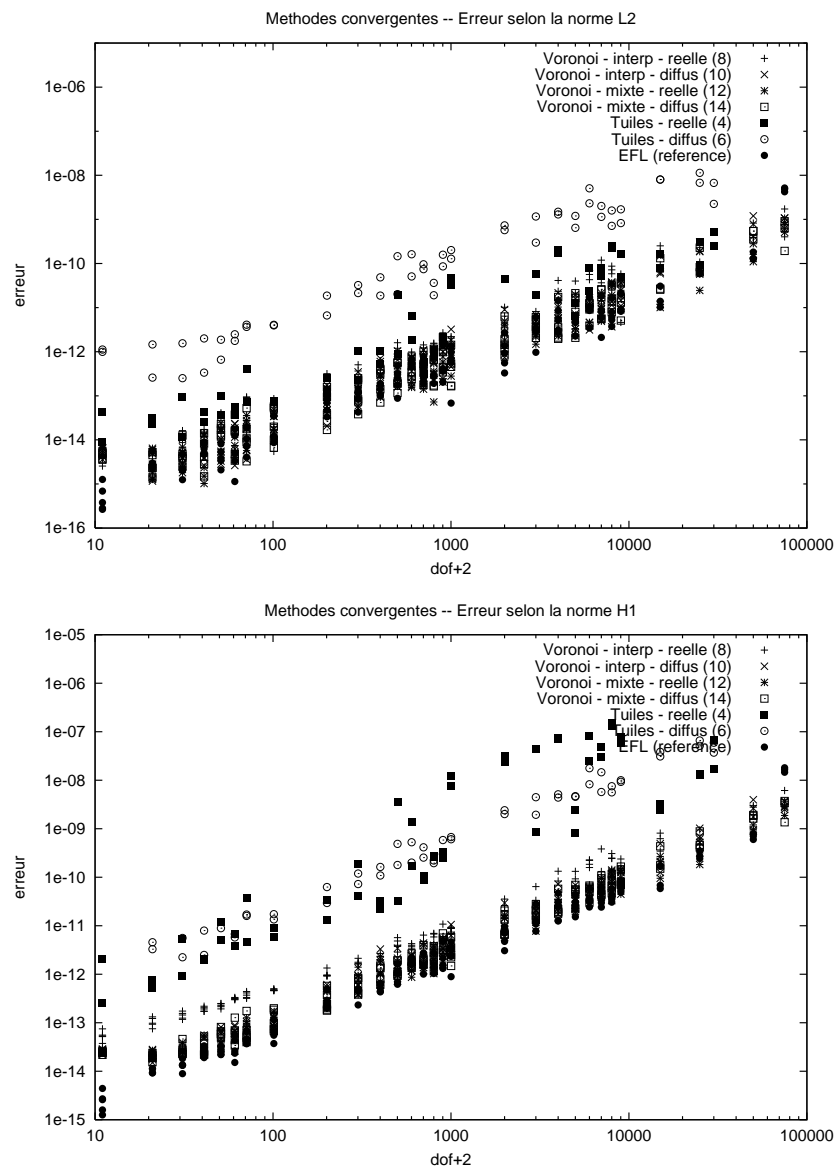 Methodes convergentes -- Erreur selon la norme L2
1e-06
1e-08
1e-10
1e-12
1e-14
1e-16
erreur
Voronoi - interp - reelle (8)
Voronoi - interp - diffus (10)
Voronoi - mixte - reelle (12)
Voronoi - mixte - diffus (14)
Tuiles - reelle (4)
Tuiles - diffus (6)
EFL (reference)
10 100 1000 10000 100000
dof+2
Methodes convergentes -- Erreur selon la norme H1
1e-05
1e-06
1e-07
1e-08
1e-09
1e-10
1e-11
1e-12
1e-13
1e-14
1e-15
erreur
Voronoi - interp - reelle (8)
Voronoi - interp - diffus (10)
Voronoi - mixte - reelle (12)
Voronoi - mixte - diffus (14)
Tuiles - reelle (4)
Tuiles - diffus (6)
EFL (reference)
10 100 1000 10000 100000
dof+2